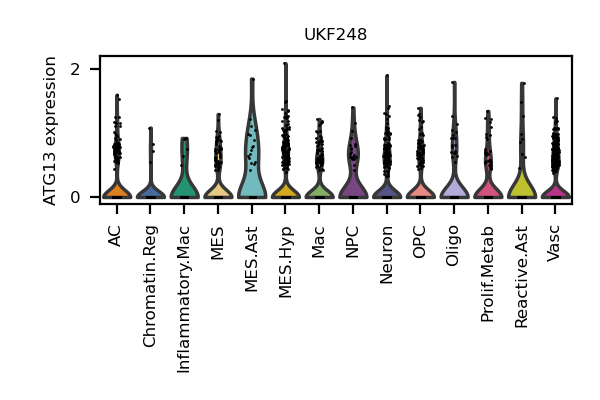 UKF248
ATG13 expression
2
0
AC
Chromatin.Reg
Inflammatory.Mac
MES
MES.Ast
MES.Hyp
Mac
NPC
Neuron
OPC
Oligo
Prolif.Metab
Reactive.Ast
Vasc